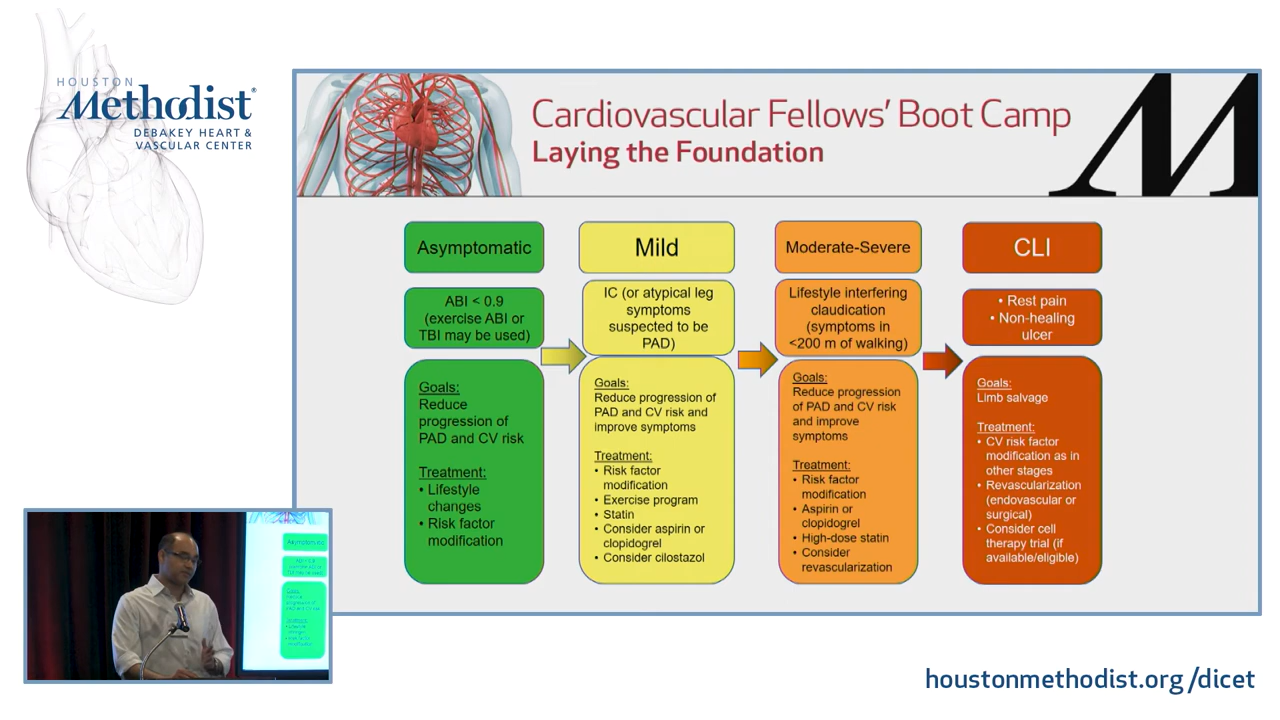 HOUSTON
Methodist®
DEBAKEY HEART &
VASCULAR CENTER
Cardiovascular Fellows' Boot Camp
Laying the Foundation
M
Asymptomatic
ABI < 0.9
(exercise ABI or
TBI may be used)
Goals:
Reduce
progression of
PAD and CV risk
Treatment:
• Lifestyle
changes
• Risk factor
modification
Mild
IC (or atypical leg
symptoms
suspected to be
PAD)
Goals:
Reduce progression of
PAD and CV risk and
improve symptoms
Treatment:
• Risk factor
modification
• Exercise program
• Statin
• Consider aspirin or
clopidogrel
• Consider cilostazol
Moderate-Severe
Lifestyle interfering
claudication
(symptoms in
<200 m of walking)
Goals:
Reduce progression
of PAD and CV risk
and improve
symptoms
Treatment:
• Risk factor
modification
• Aspirin or
clopidogrel
• High-dose statin
• Consider
revascularization
CLI
• Rest pain
• Non-healing
ulcer
Goals:
Limb salvage
Treatment:
• CV risk factor
modification as in
other stages
• Revascularization
(endovascular or
surgical)
• Consider cell
therapy trial (if
available/eligible)
Asymptomatic
houstonmethodist.org/dicet